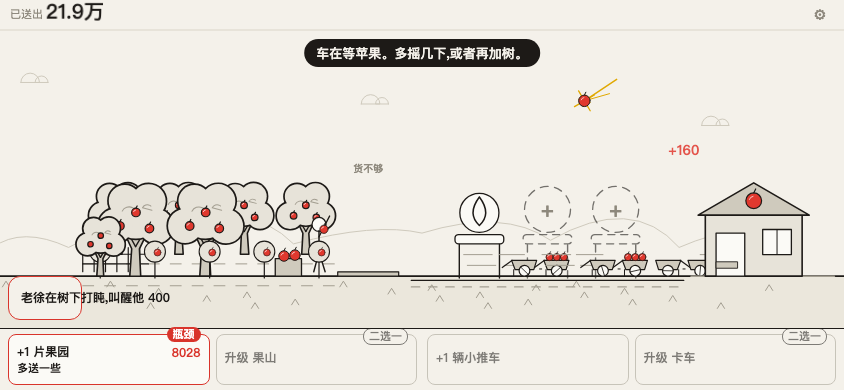 已送出 21.9万
车在等苹果。多摇几下,或者再加树。
+160
货不够
老徐在树下打盹,叫醒他 400
瓶颈
+1 片果园 8028
多送一些
二选一
升级 果山
+1 辆小推车
二选一
升级 卡车